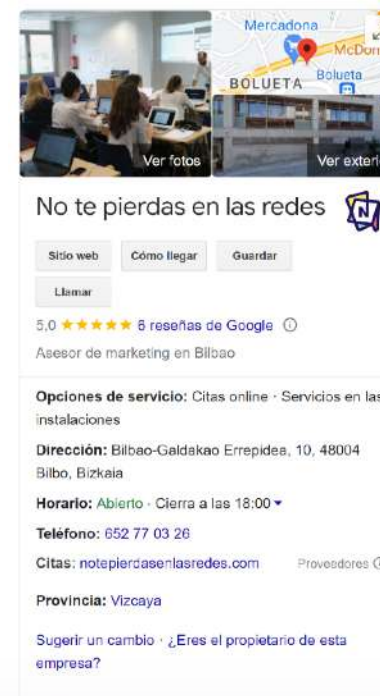 Mercadona
McDon
BOLUETA
Bolueta
Ver fotos
Ver exteri
No te pierdas en las redes
N
Sitio web
Cómo llegar
Guardar
Llamar
5,0 ★★★★★ 6 reseñas de Google
Asesor de marketing en Bilbao
Opciones de servicio: Citas online · Servicios en las
instalaciones
Dirección: Bilbao-Galdakao Errepidea, 10, 48004
Bilbo, Bizkaia
Horario: Abierto · Cierra a las 18:00
Teléfono: 652 77 03 26
Citas: notepierdasenlasredes.com Proveedores
Provincia: Vizcaya
Sugerir un cambio · ¿Eres el propietario de esta
empresa?